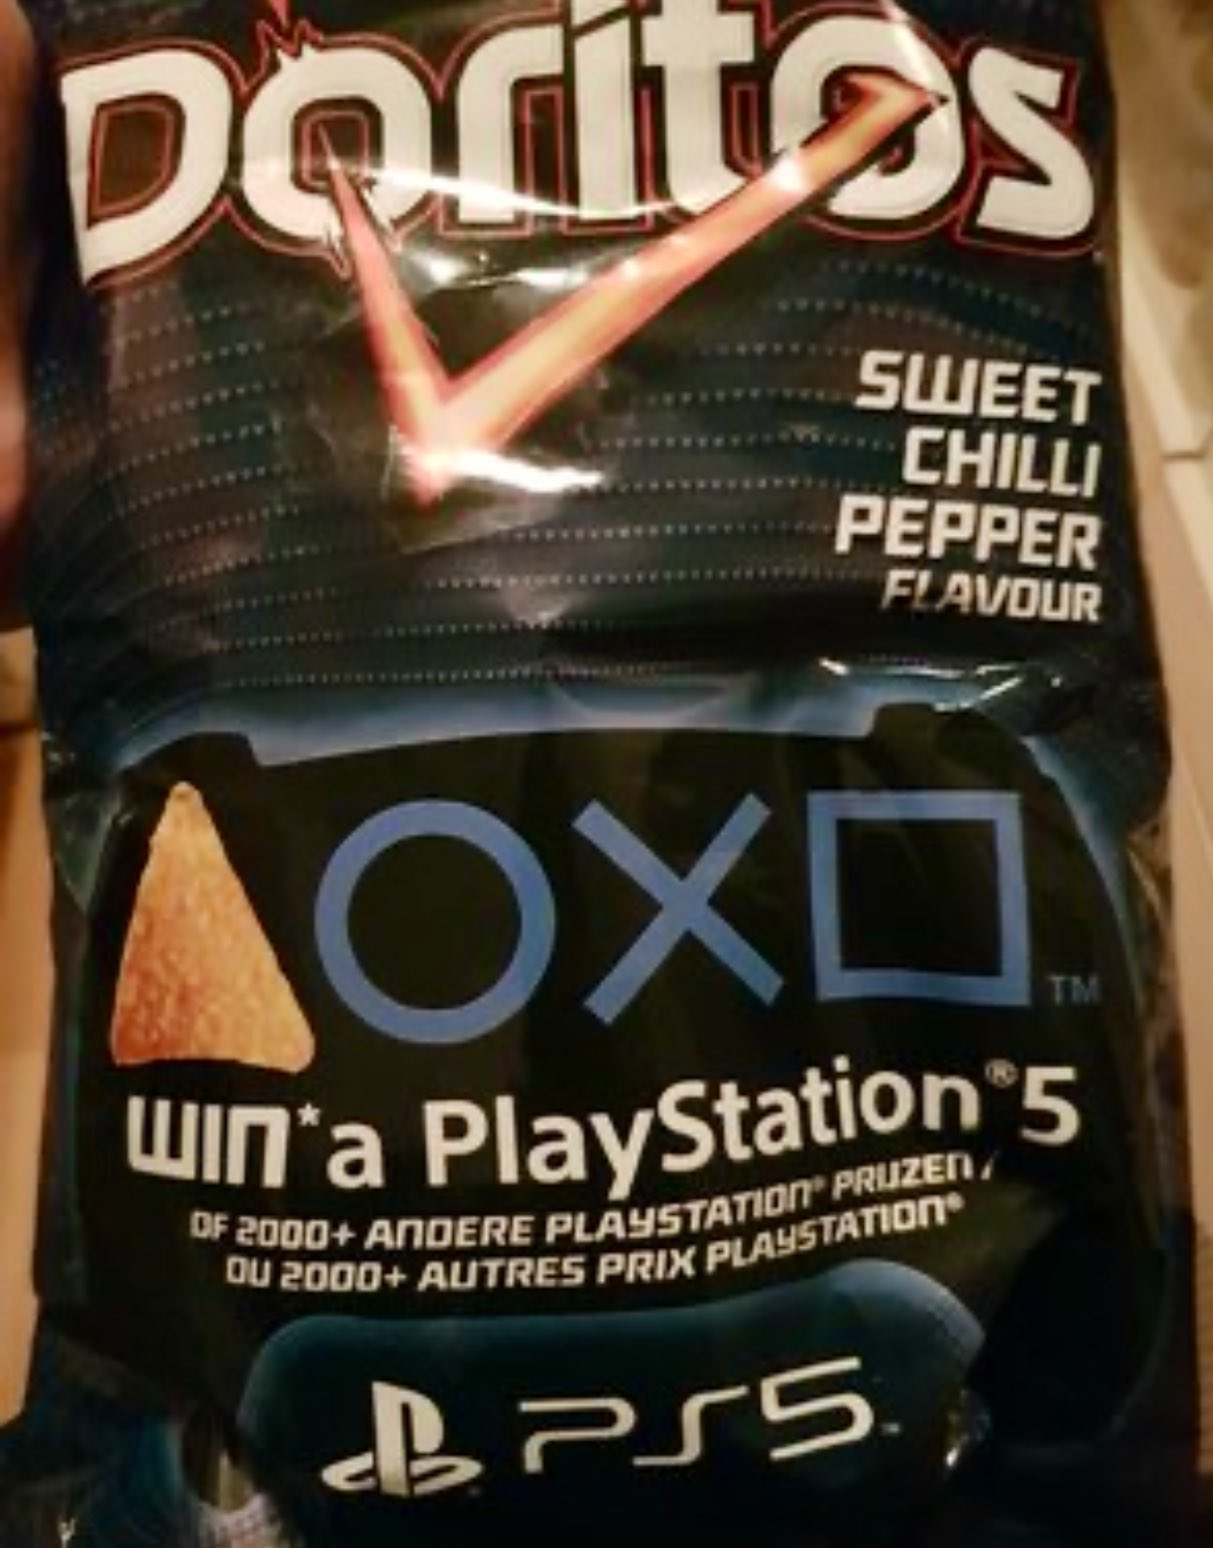 Doritos
SWEET
CHILLI
PEPPER
FLAVOUR
TM
WIN* a PlayStation®5
OF 2000+ ANDERE PLAYSTATION® PRIJZEN /
OU 2000+ AUTRES PRIX PLAYSTATION®
PS5